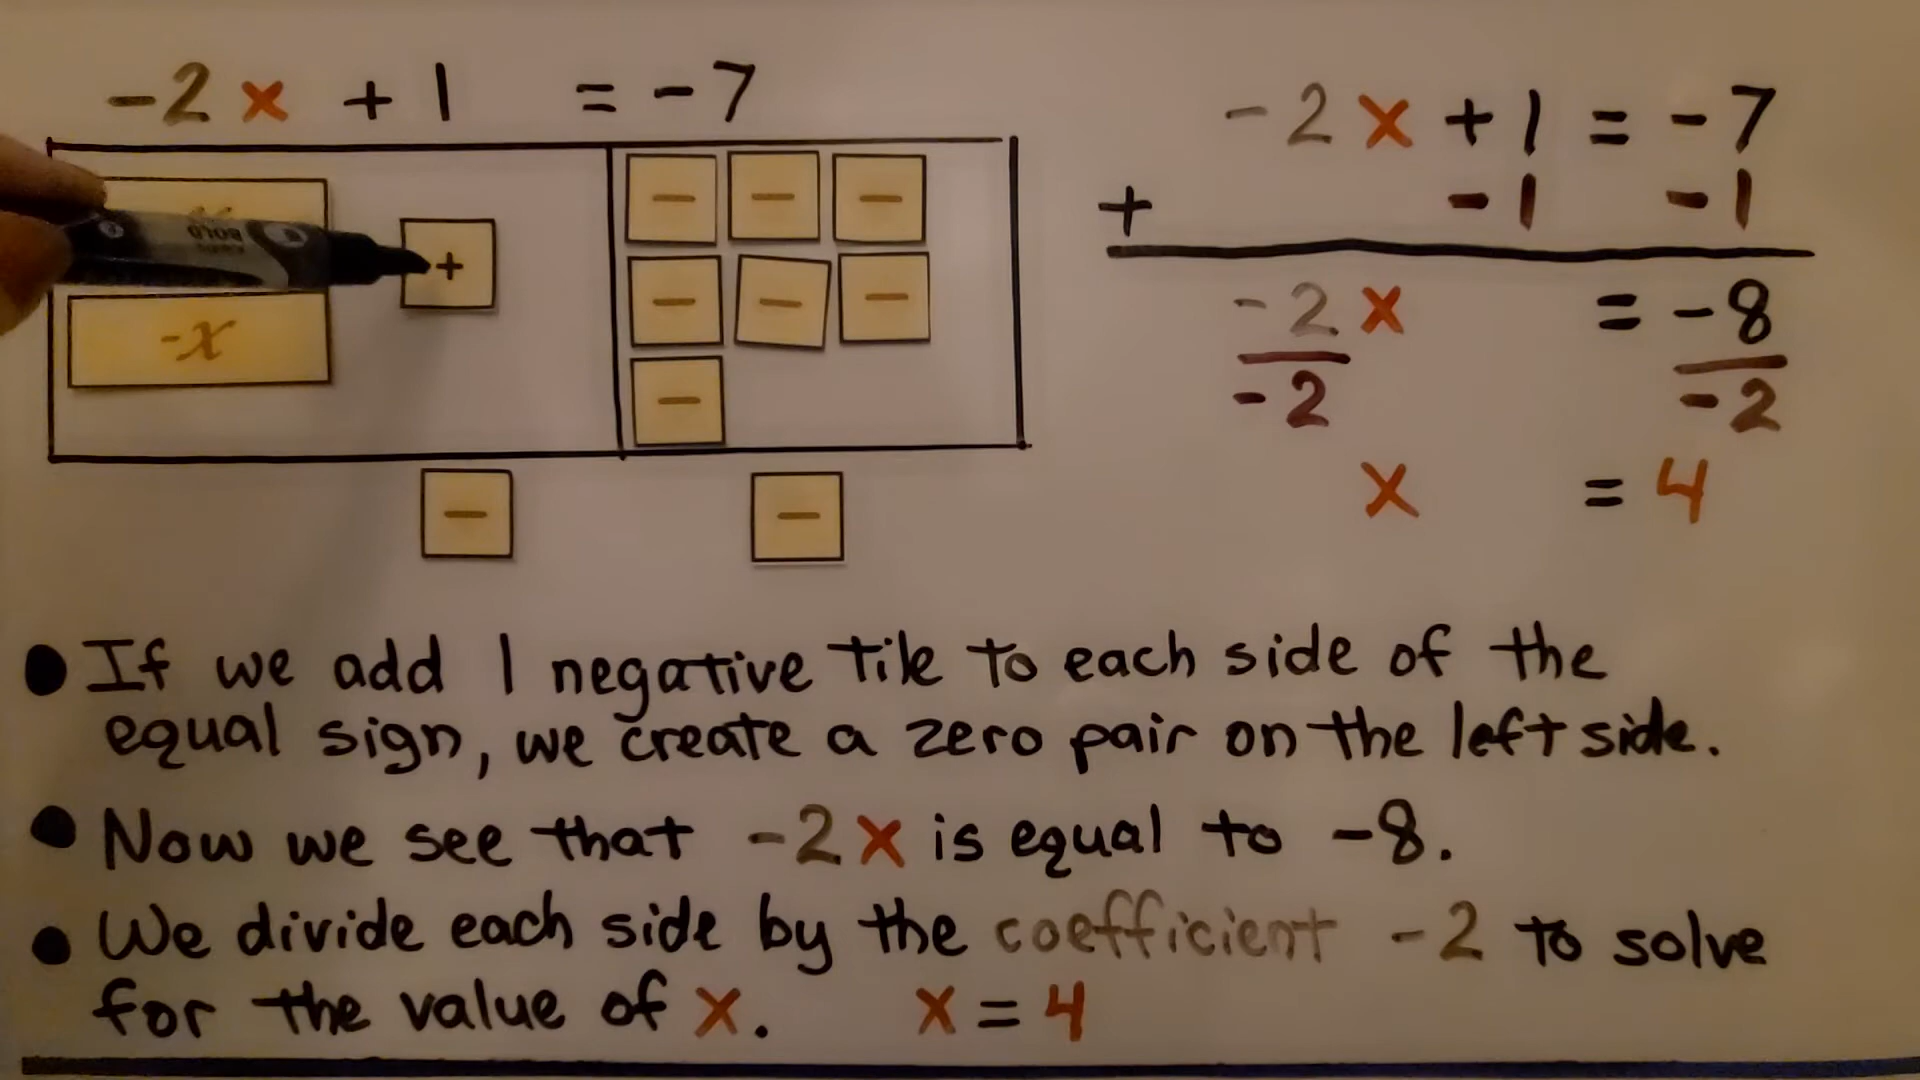 -2x + 1 = -7
+
-x
- - -
- - -
-
- -
-2x + 1 = -7
+ -1 -1
-2x = -8
-2 -2
x = 4
BOLD
• If we add 1 negative tile to each side of the
equal sign, we create a zero pair on the left side.
• Now we see that -2x is equal to -8.
• We divide each side by the coefficient -2 to solve
for the value of x. x = 4